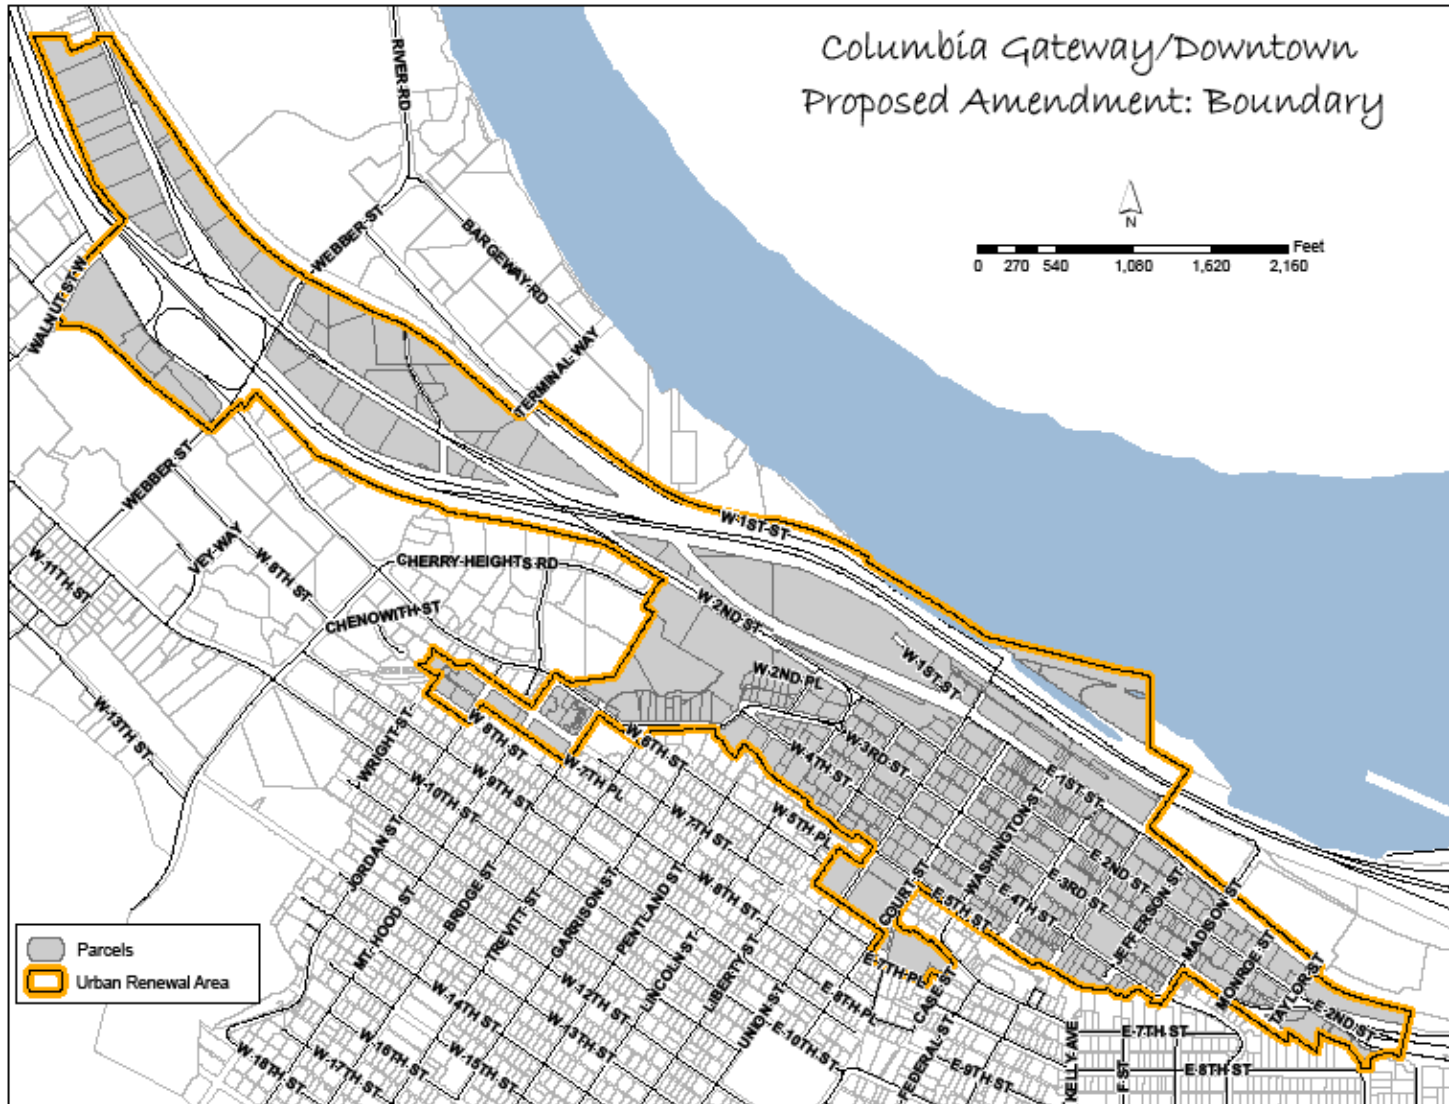 Columbia Gateway/Downtown
Proposed Amendment: Boundary
N
Feet
0 270 540 1,080 1,620 2,160
RIVER RD
WEBBER ST
BARGEWAY RD
WALNUT ST W
TERMINAL WAY
WEBBER ST
W 1ST ST
VEY WAY
W 8TH ST
W 11TH ST
CHERRY HEIGHTS RD
CHENOWITH ST
W 2ND ST
W 2ND PL
W 1ST ST
W 13TH ST
WRIGHT ST
W 8TH ST
W 7TH PL
W 6TH ST
W 3RD ST
W 4TH ST
E 1ST ST
W 9TH ST
W 10TH ST
W 7TH ST
W 5TH PL
WASHINGTON ST
E 2ND ST
E 3RD ST
E 4TH ST
E 5TH ST
COURT ST
JORDAN ST
MT HOOD ST
BRIDGE ST
TREVITT ST
GARRISON ST
PENTLAND ST
LINCOLN ST
LIBERTY ST
UNION ST
W 8TH ST
JEFFERSON ST
MADISON ST
MONROE ST
TAYLOR ST
E 2ND ST
E 7TH PL
CASE ST
E 8TH PL
E 10TH ST
FEDERAL ST
E 9TH ST
KELLY AVE
F ST
E 7TH ST
E 8TH ST
W 12TH ST
W 13TH ST
W 14TH ST
W 15TH ST
W 16TH ST
W 17TH ST
W 18TH ST
Parcels
Urban Renewal Area